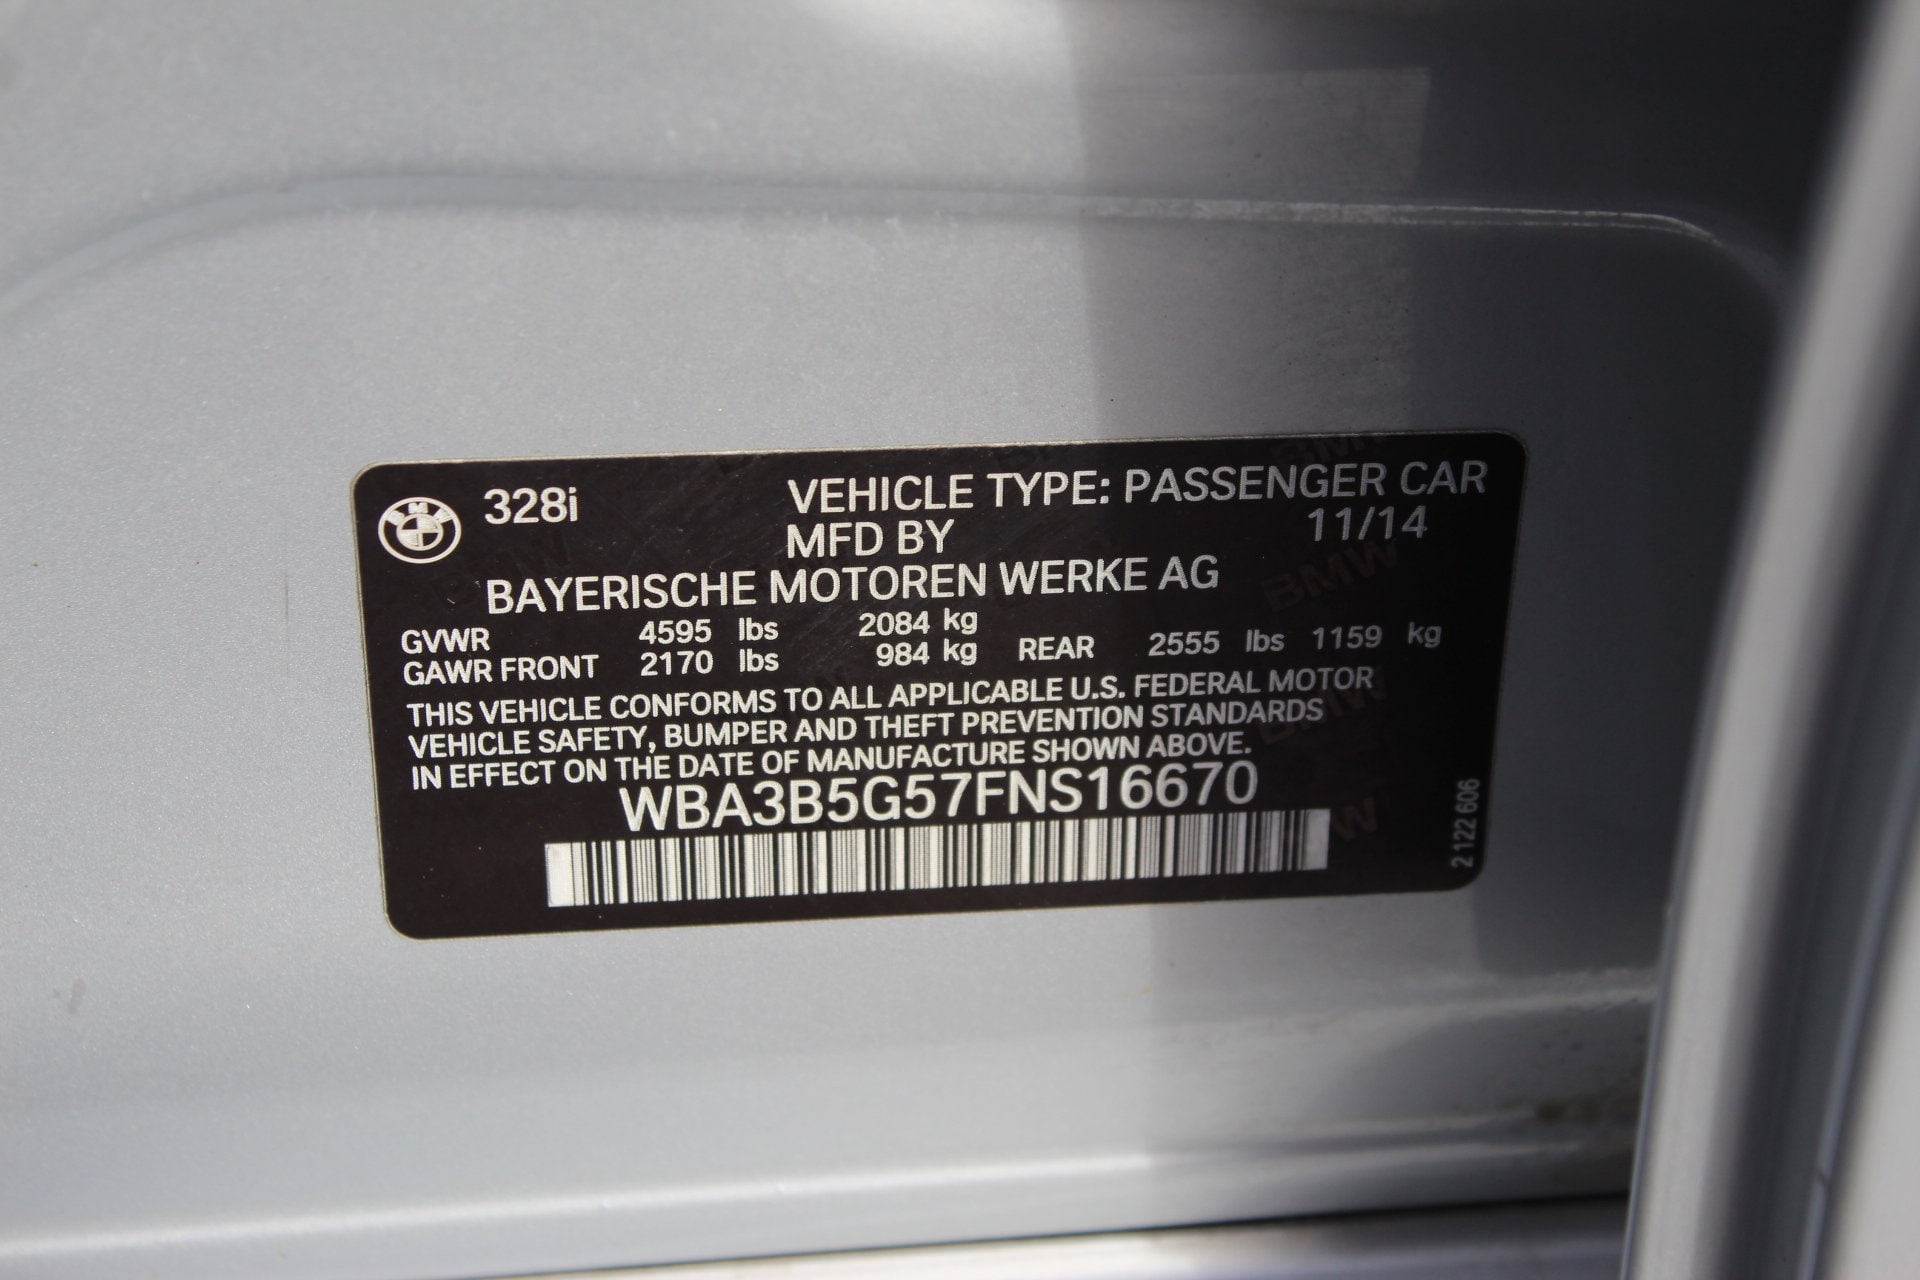 BMW 328i VEHICLE TYPE: PASSENGER CAR
MFD BY 11/14
BAYERISCHE MOTOREN WERKE AG
GVWR 4595 lbs 2084 kg
GAWR FRONT 2170 lbs 984 kg REAR 2555 lbs 1159 kg
THIS VEHICLE CONFORMS TO ALL APPLICABLE U.S. FEDERAL MOTOR
VEHICLE SAFETY, BUMPER AND THEFT PREVENTION STANDARDS
IN EFFECT ON THE DATE OF MANUFACTURE SHOWN ABOVE.
WBA3B5G57FNS16670
2 122 606